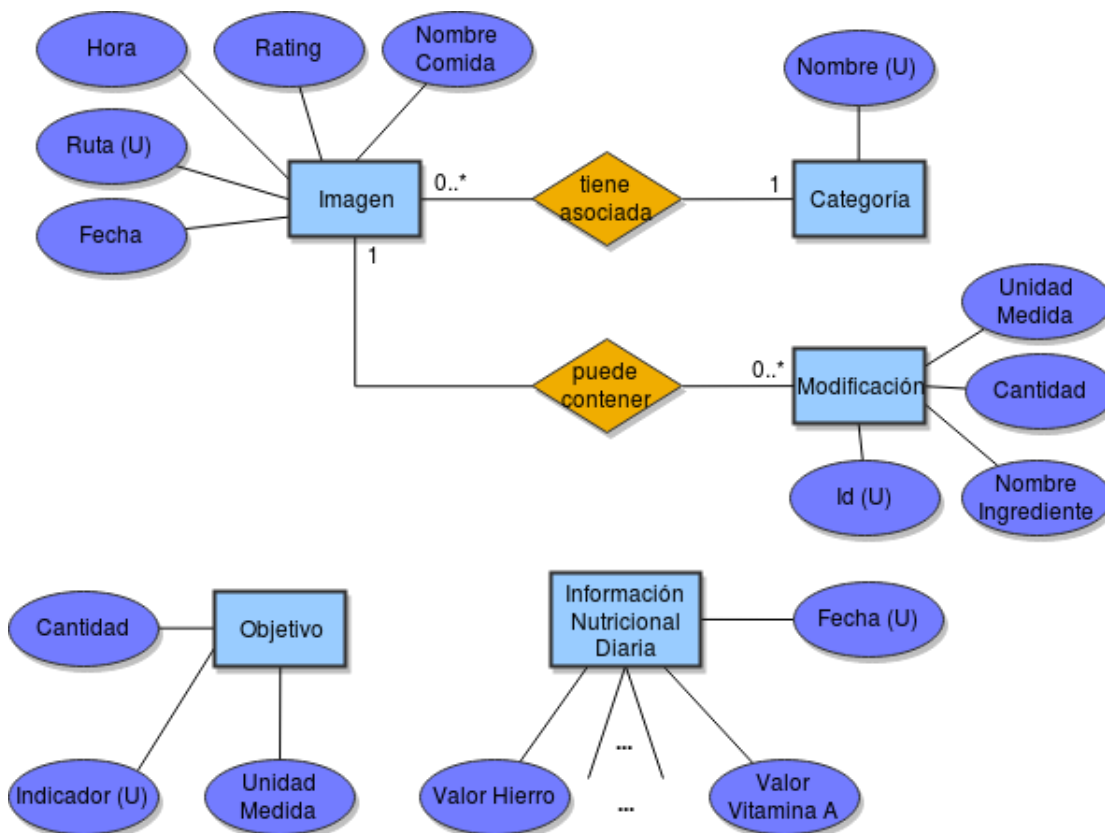 Hora
Rating
Nombre
Comida
Nombre (U)
Ruta (U)
Imagen
0..*
tiene
asociada
1
Categoría
Fecha
1
Unidad
Medida
puede
contener
0..*
Modificación
Cantidad
Id (U)
Nombre
Ingrediente
Cantidad
Objetivo
Información
Nutricional
Diaria
Fecha (U)
...
Indicador (U)
Unidad
Medida
Valor Hierro
...
Valor
Vitamina A